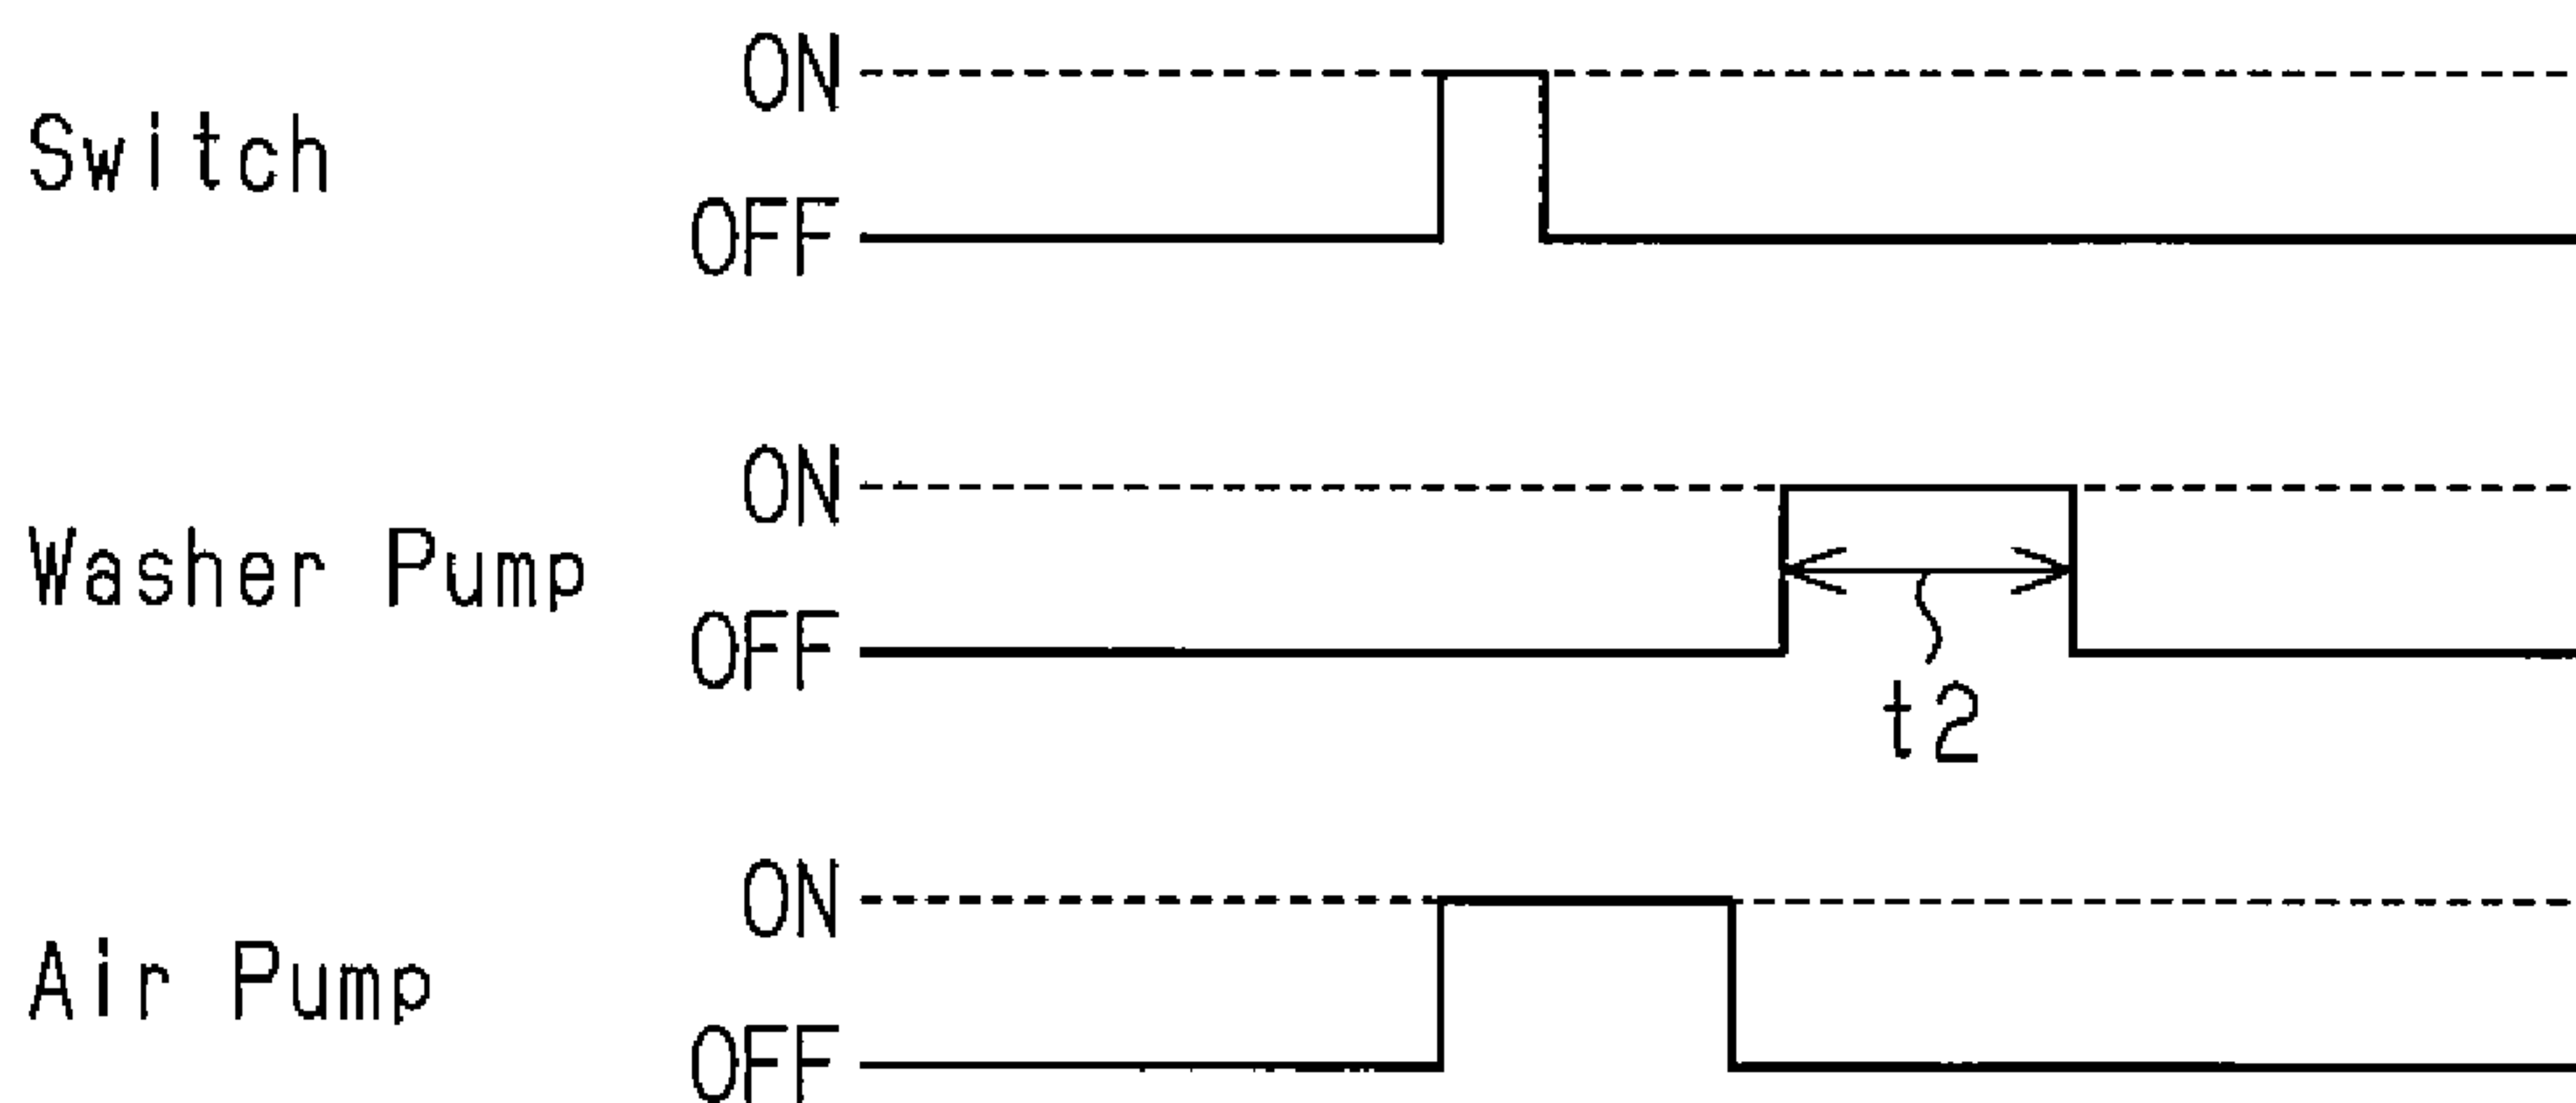 ON
Switch
OFF
ON
Washer Pump
OFF
t2
ON
Air Pump
OFF